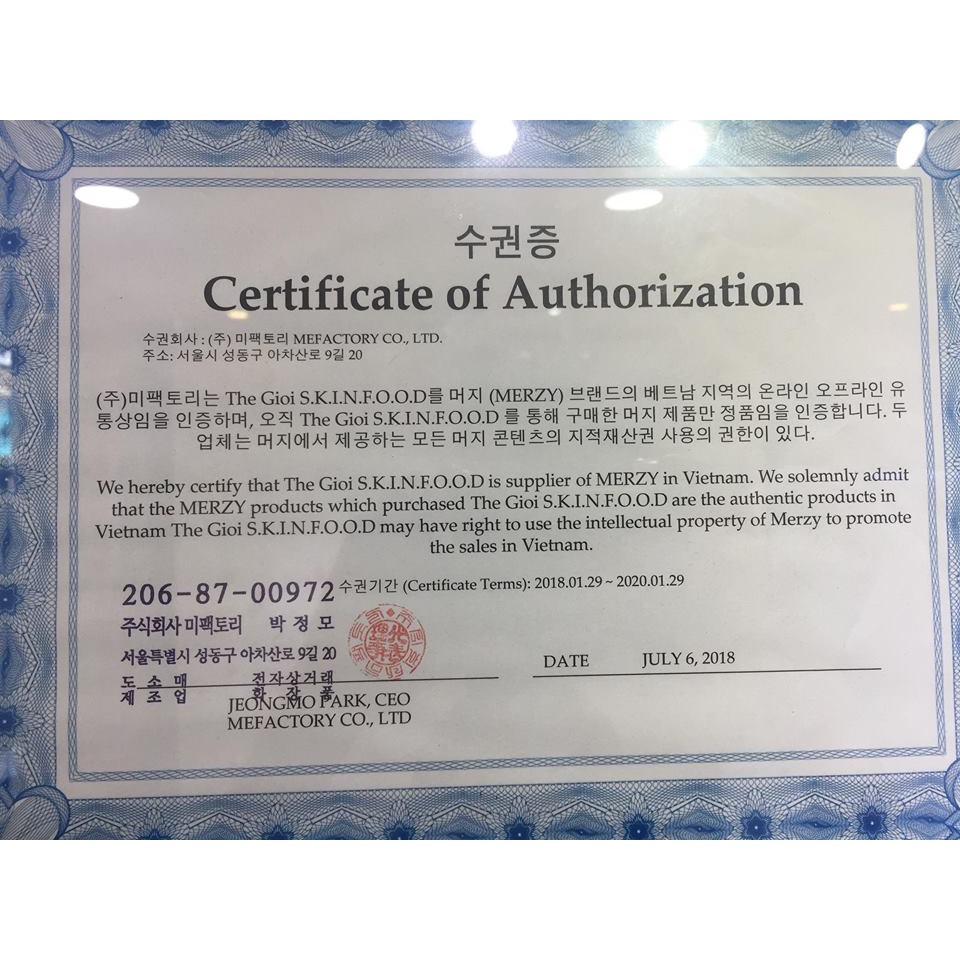 수권증
Certificate of Authorization
수권회사 : (주) 미팩토리 MEFACTORY CO., LTD.
주소: 서울시 성동구 아차산로 9길 20
(주)미팩토리는 The Gioi S.K.I.N.F.O.O.D를 머지 (MERZY) 브랜드의 베트남 지역의 온라인 오프라인 유
통상임을 인증하며, 오직 The Gioi S.K.I.N.F.O.O.D 를 통해 구매한 머지 제품만 정품임을 인증합니다. 두
업체는 머지에서 제공하는 모든 머지 콘텐츠의 지적재산권 사용의 권한이 있다.
We hereby certify that The Gioi S.K.I.N.F.O.O.D is supplier of MERZY in Vietnam. We solemnly admit
that the MERZY products which purchased The Gioi S.K.I.N.F.O.O.D are the authentic products in
Vietnam The Gioi S.K.I.N.F.O.O.D may have right to use the intellectual property of Merzy to promote
the sales in Vietnam.
수권기간 (Certificate Terms): 2018.01.29 ~ 2020.01.29
206-87-00972
주식회사 미팩토리 박 정 모
서울특별시 성동구 아차산로 9길 20
도 소 매 전자상거래
제 조 업 화 장 품
DATE JULY 6, 2018
JEONGMO PARK, CEO
MEFACTORY CO., LTD